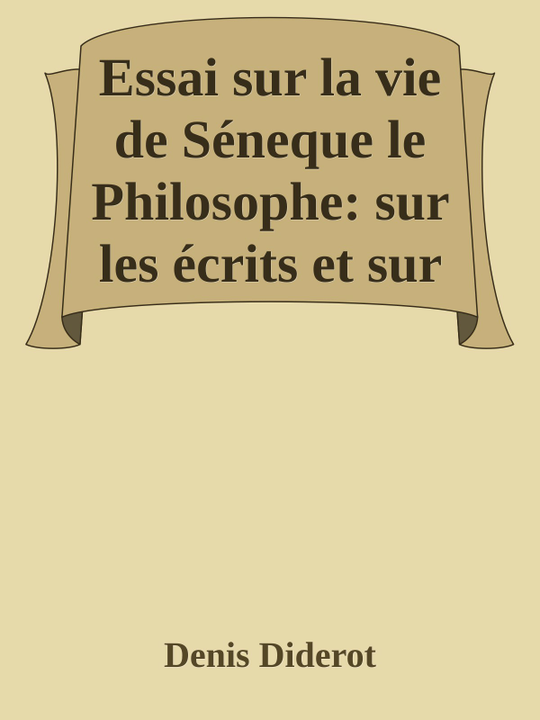 Essai sur la vie
de Séneque le
Philosophe: sur
les écrits et sur
Denis Diderot